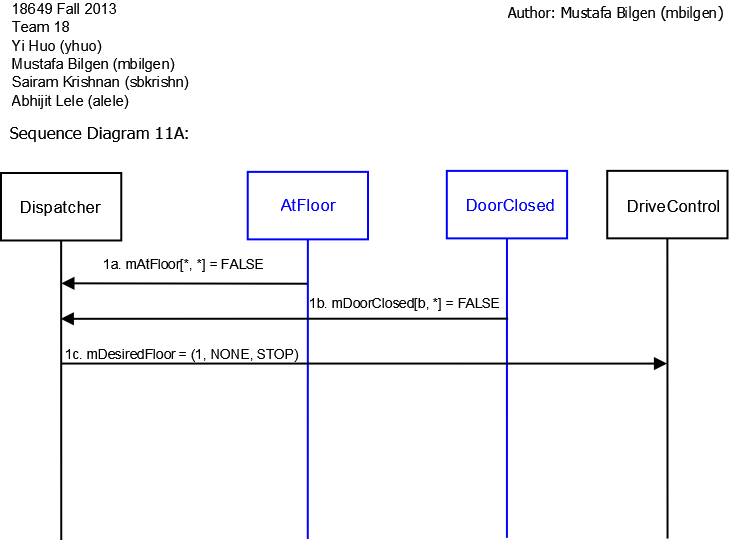 18649 Fall 2013
Author: Mustafa Bilgen (mbilgen)
Team 18
Yi Huo (yhuo)
Mustafa Bilgen (mbilgen)
Sairam Krishnan (sbkrishn)
Abhijit Lele (alele)
Sequence Diagram 11A:
Dispatcher
AtFloor
DoorClosed
DriveControl
1a. mAtFloor[*, *] = FALSE
1b. mDoorClosed[b, *] = FALSE
1c. mDesiredFloor = (1, NONE, STOP)